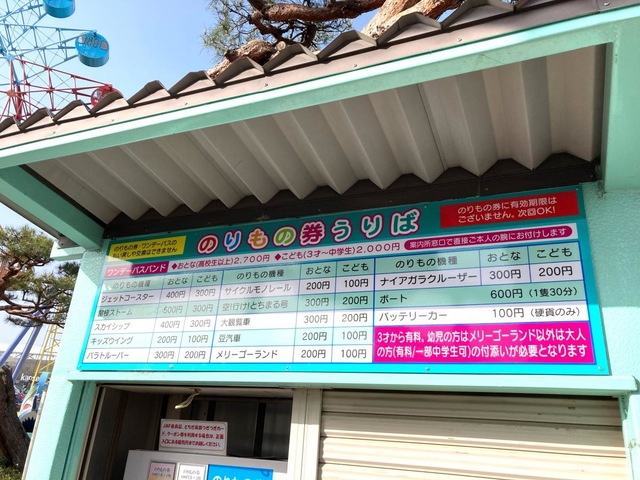 のりもの券・ワンデーパスの
払い戻しや交換はできません
のりもの券うりば
のりもの券に有効期限は
ございません。次回OK!
ワンデーパスバンド
◆おとな(高校生以上)2,700円 ◆こども(3才～中学生)2,000円
案内所窓口で直接ご本人の腕にお付けします
のりもの機種 おとな こども
ジェットコースター 400円 300円
500円 300円
スカイシップ 400円 300円
キッズウイング 200円 100円
パラトルーパー 300円 200円
のりもの機種 おとな こども
サイクルモノレール 200円 100円
空!行け!とちまる号 300円 200円
大観覧車 300円 200円
豆汽車 200円 100円
メリーゴーランド 200円 100円
のりもの機種 おとな こども
ナイアガラクルーザー 300円 200円
ボート 600円(1隻30分)
バッテリーカー 100円(硬貨のみ)
3才から有料。幼児の方はメリーゴーランド以外は大人
の方(有料/一部中学生可)の付添いが必要となります
のりもの券